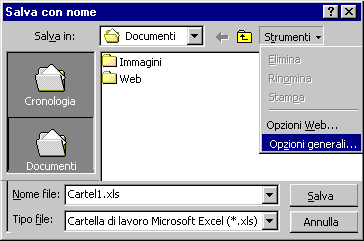 Salva con nome
Salva in:
Documenti
Strumenti
Cronologia
Documenti
Immagini
Web
Elimina
Rinomina
Stampa
Opzioni Web...
Opzioni generali...
Nome file:
Cartel1.xls
Salva
Tipo file:
Cartella di lavoro Microsoft Excel (*.xls)
Annulla